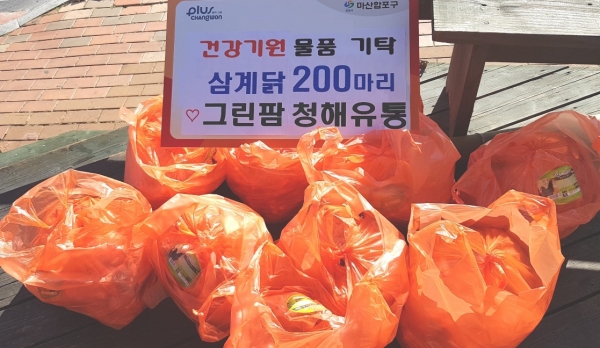 plus
CHANGWON
마산합포구
건강기원 물품 기탁
삼계닭 200마리
♡그린팜 청해유통